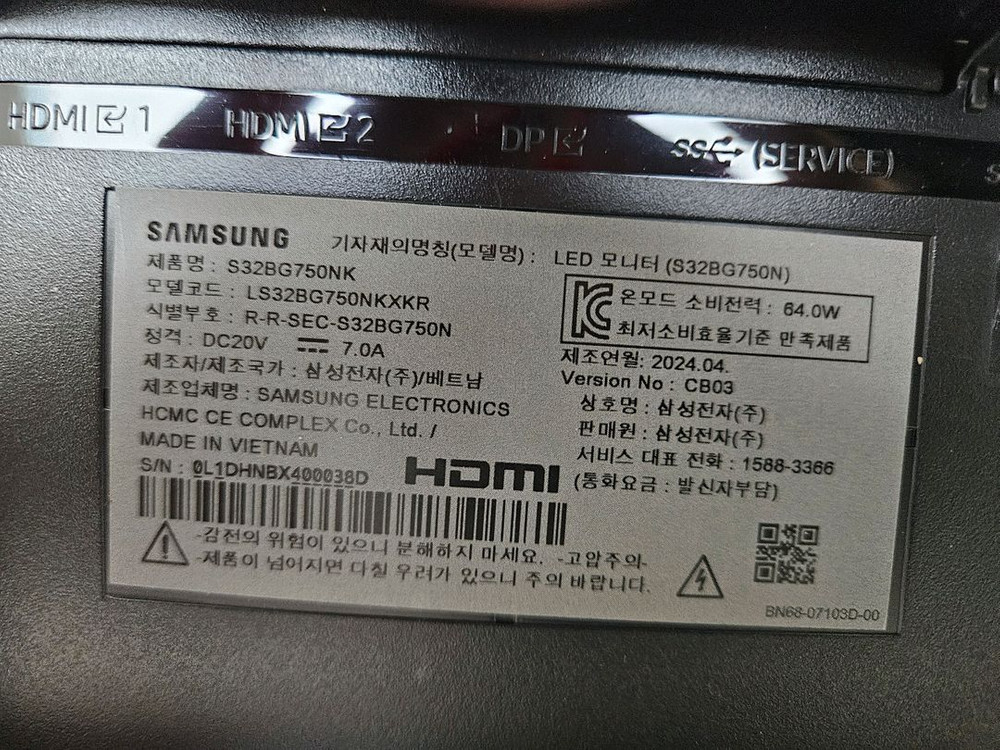 HDMI 1
HDMI 2
DP
SS (SERVICE)
SAMSUNG
기자재의명칭(모델명) : LED 모니터 (S32BG750N)
제품명 : S32BG750NK
모델코드 : LS32BG750NKXKR
식별부호 : R-R-SEC-S32BG750N
정격 : DC20V 7.0A
제조자/제조국가 : 삼성전자(주)/베트남
제조업체명 : SAMSUNG ELECTRONICS
HCMC CE COMPLEX Co., Ltd. /
MADE IN VIETNAM
S/N : 0L1DHNBX400038D
HDMI
KC
온모드 소비전력 : 64.0W
최저소비효율기준 만족제품
제조연월: 2024.04.
Version No : CB03
상호명 : 삼성전자(주)
판매원 : 삼성전자(주)
서비스 대표 전화 : 1588-3366
(통화요금 : 발신자부담)
-감전의 위험이 있으니 분해하지 마세요. -고압주의-
-제품이 넘어지면 다칠 우려가 있으니 주의 바랍니다.
BN68-07103D-00